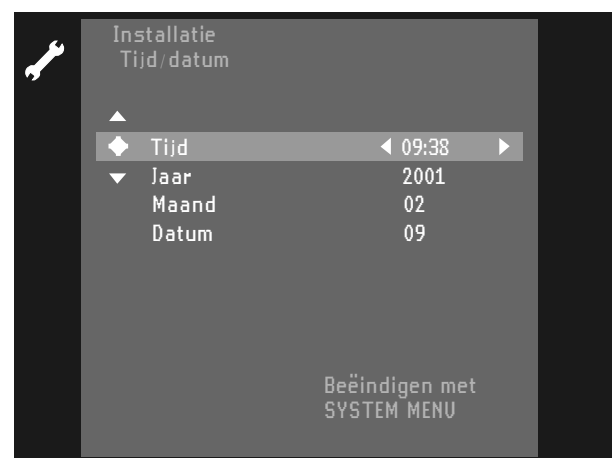 Installatie
Tijd/datum
Tijd 09:38
Jaar 2001
Maand 02
Datum 09
Beëindigen met
SYSTEM MENU